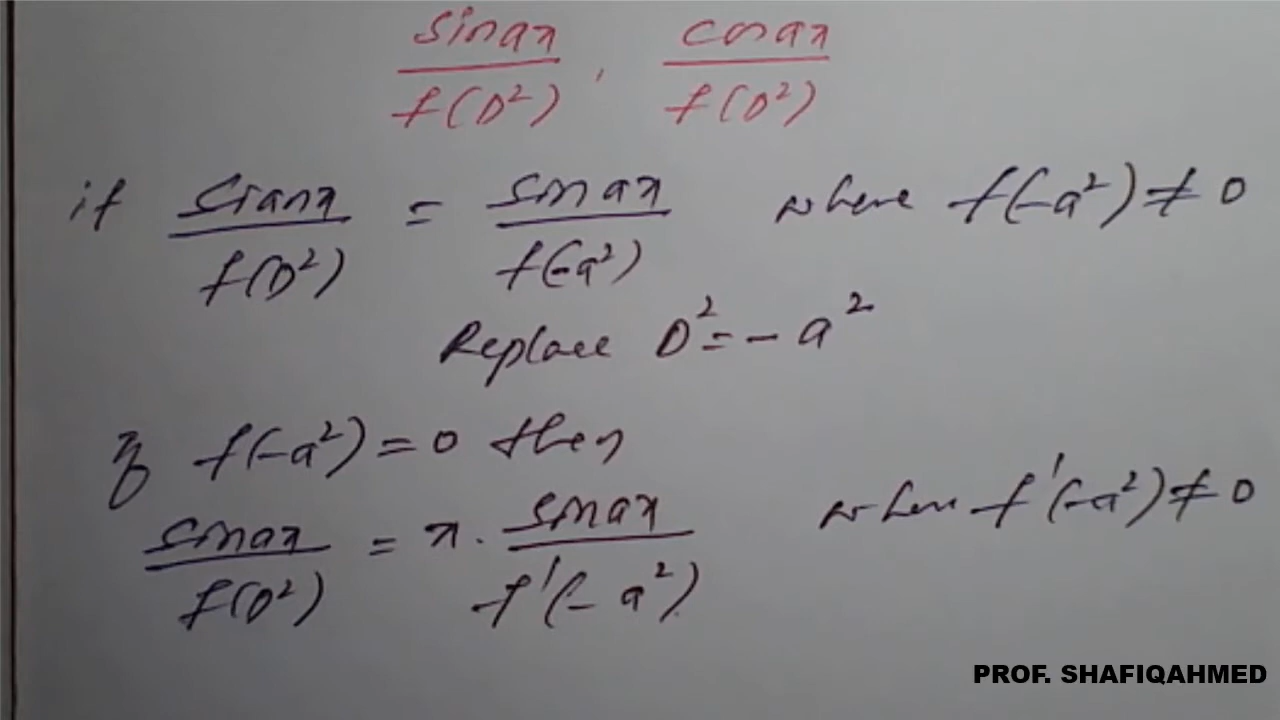 sinax/f(D²) , cosax/f(D²)
if sinax/f(D²) = sinax/f(-a²) where f(-a²) ≠ 0
Replace D² = -a²
If f(-a²) = 0 then
sinax/f(D²) = x · sinax/f'(-a²) where f'(-a²) ≠ 0
PROF. SHAFIQAHMED